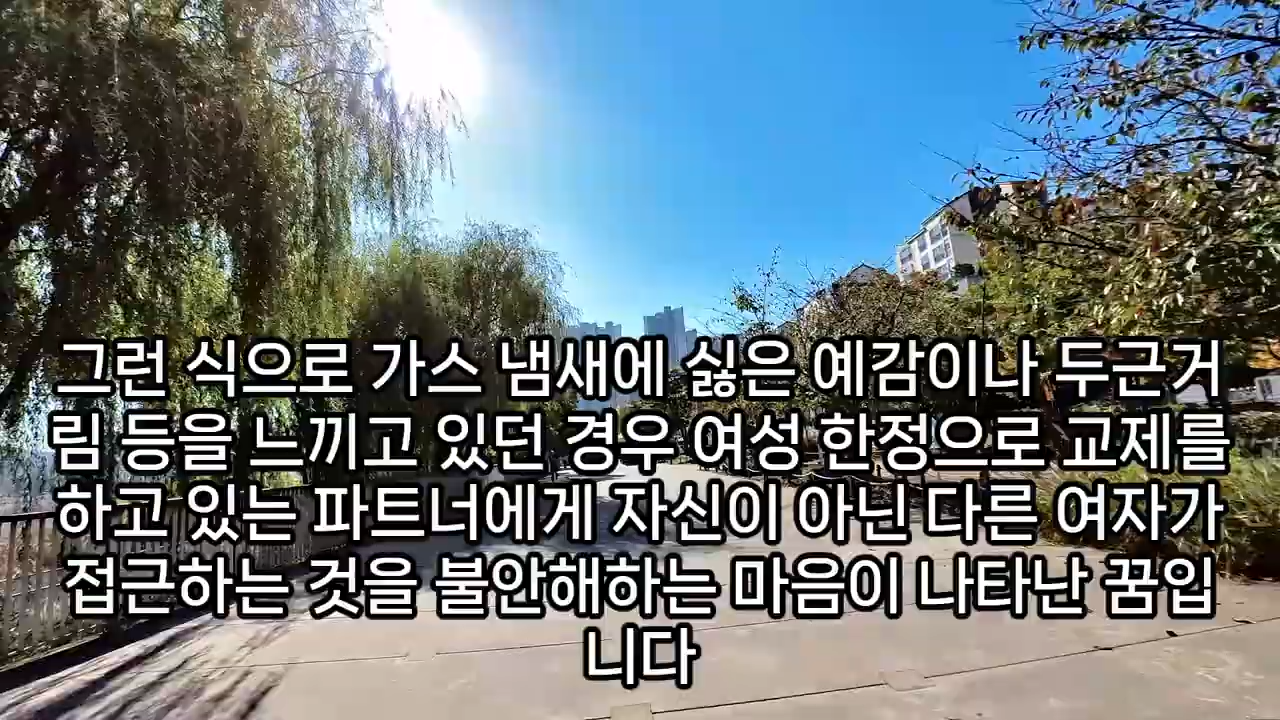 그런 식으로 가스 냄새에 싫은 예감이나 두근거
림 등을 느끼고 있던 경우 여성 한정으로 교제를
하고 있는 파트너에게 자신이 아닌 다른 여자가
접근하는 것을 불안해하는 마음이 나타난 꿈입
니다